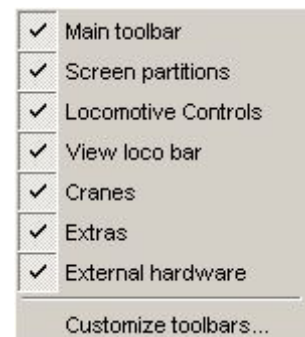 Main toolbar
Screen partitions
Locomotive Controls
View loco bar
Cranes
Extras
External hardware
Customize toolbars...